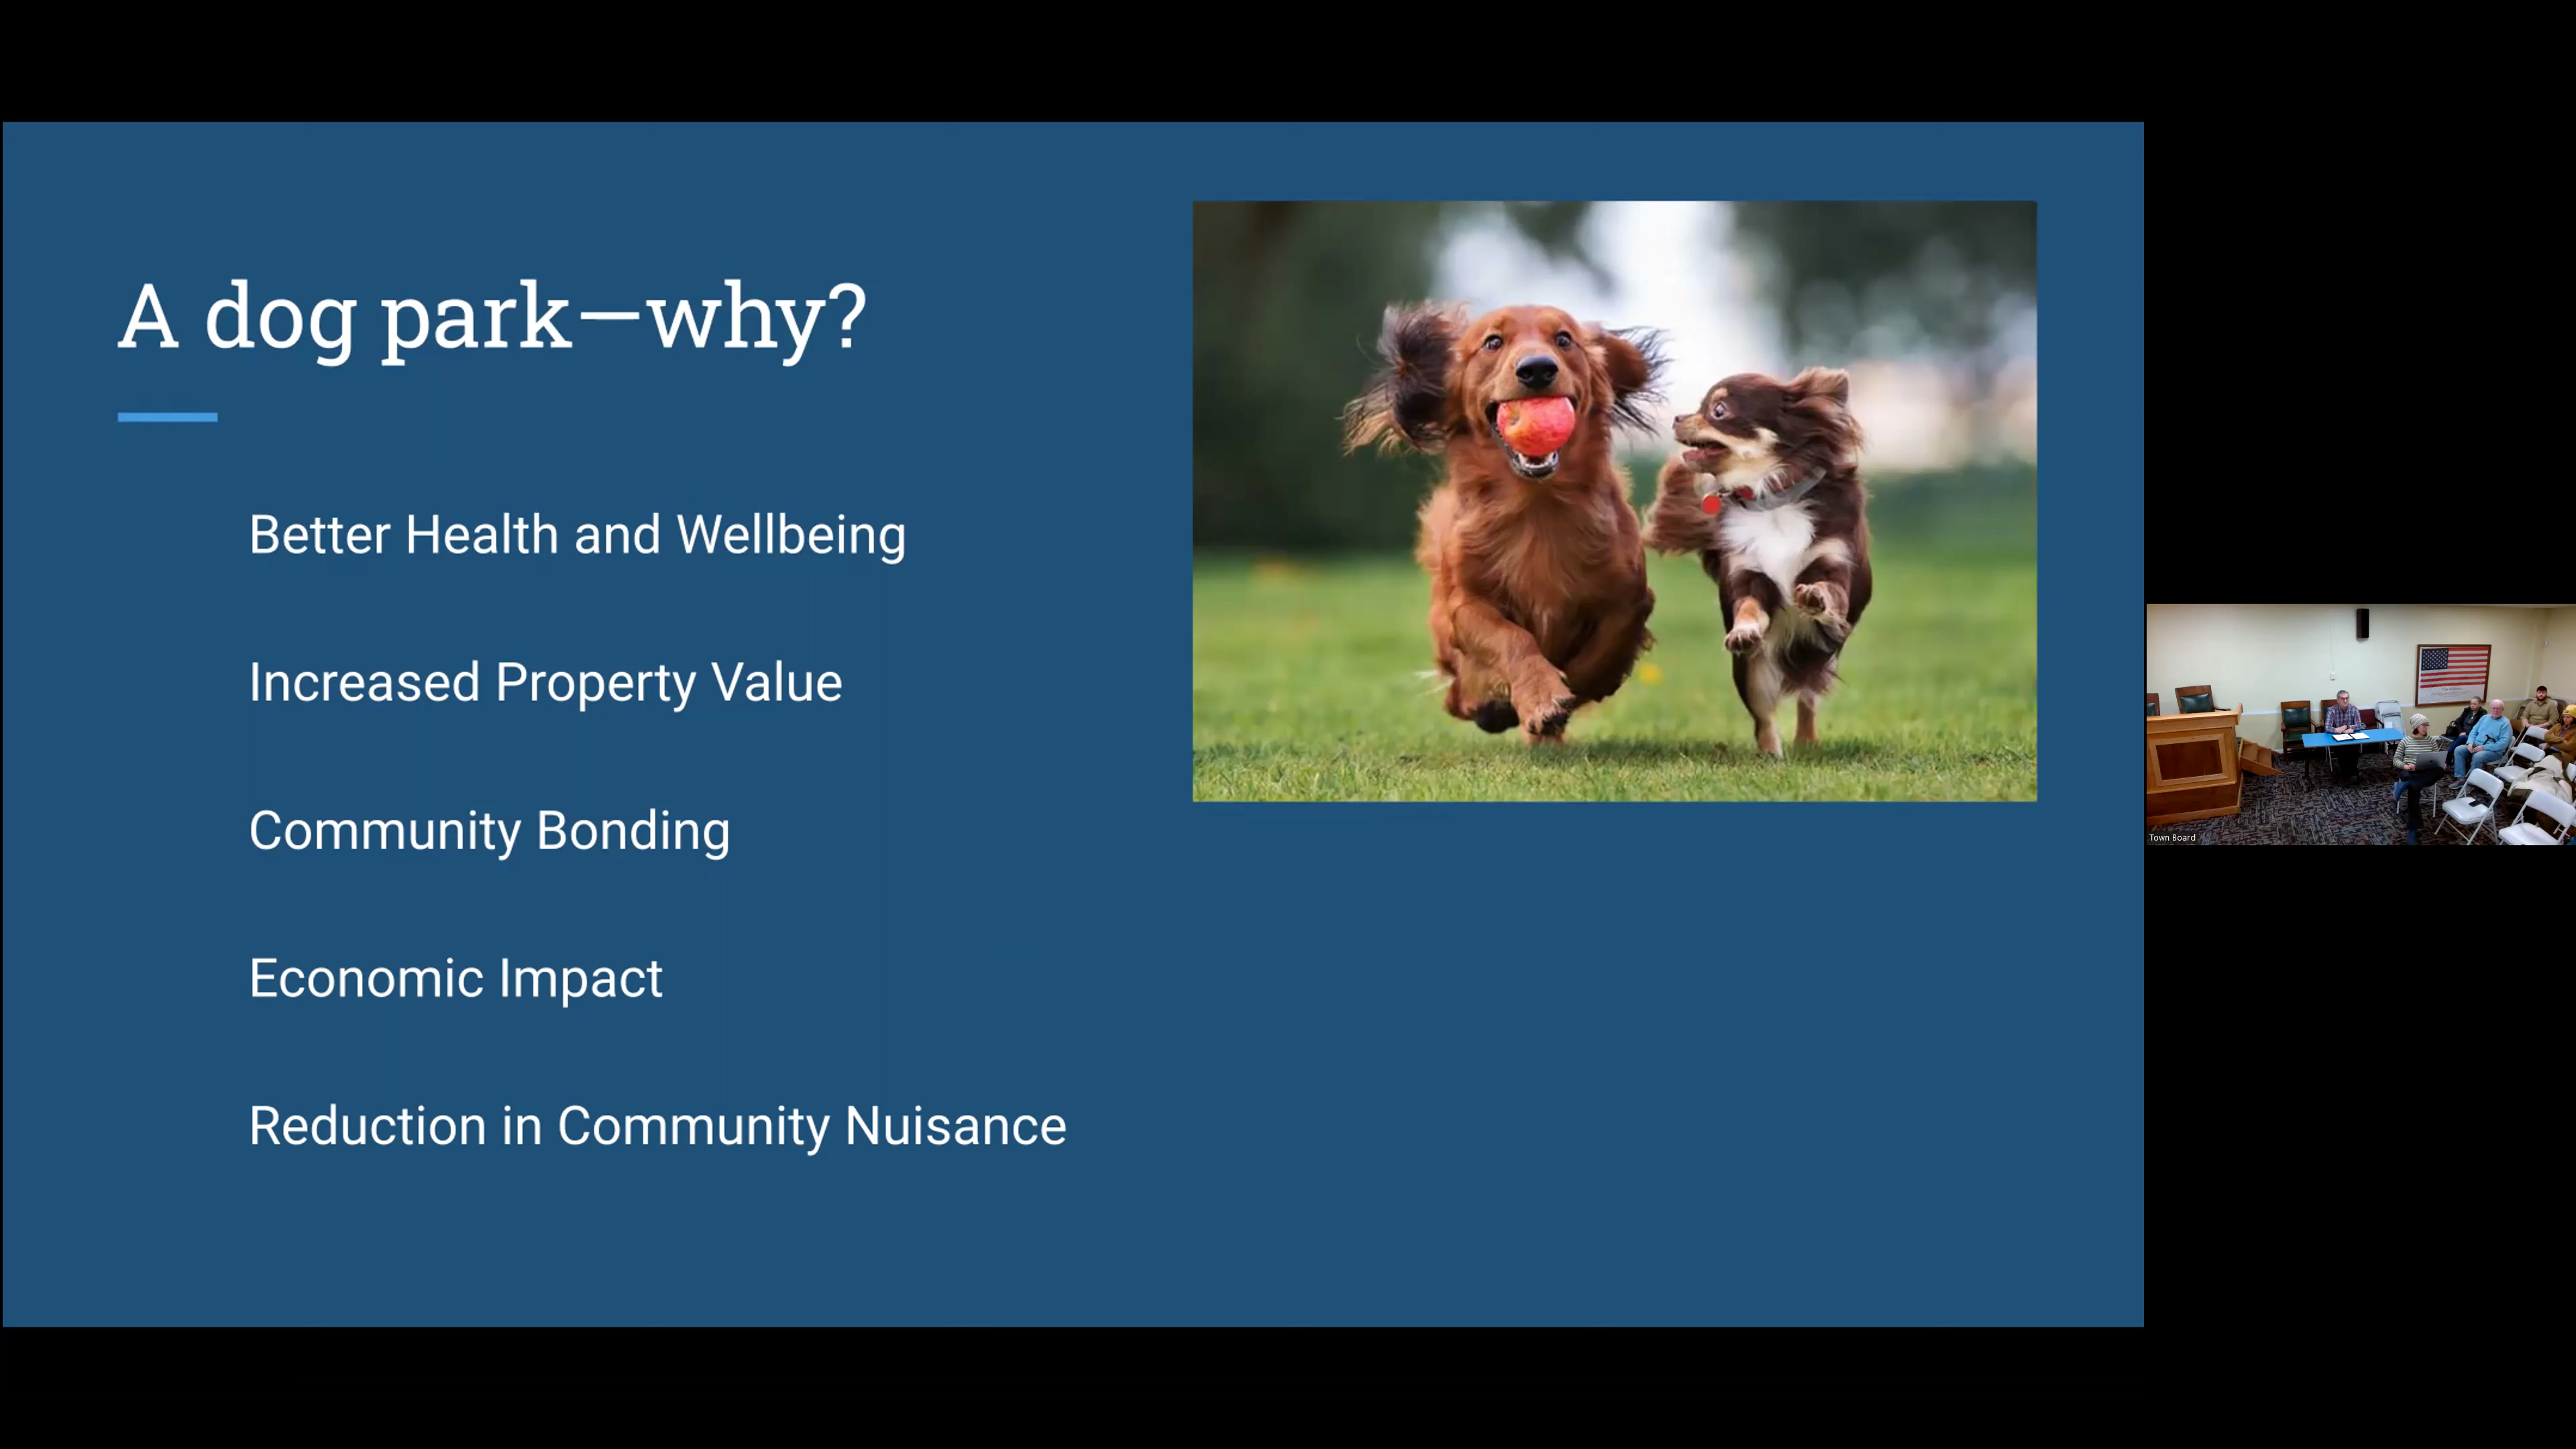 A dog park—why?
Better Health and Wellbeing
Increased Property Value
Community Bonding
Economic Impact
Reduction in Community Nuisance
Town Board